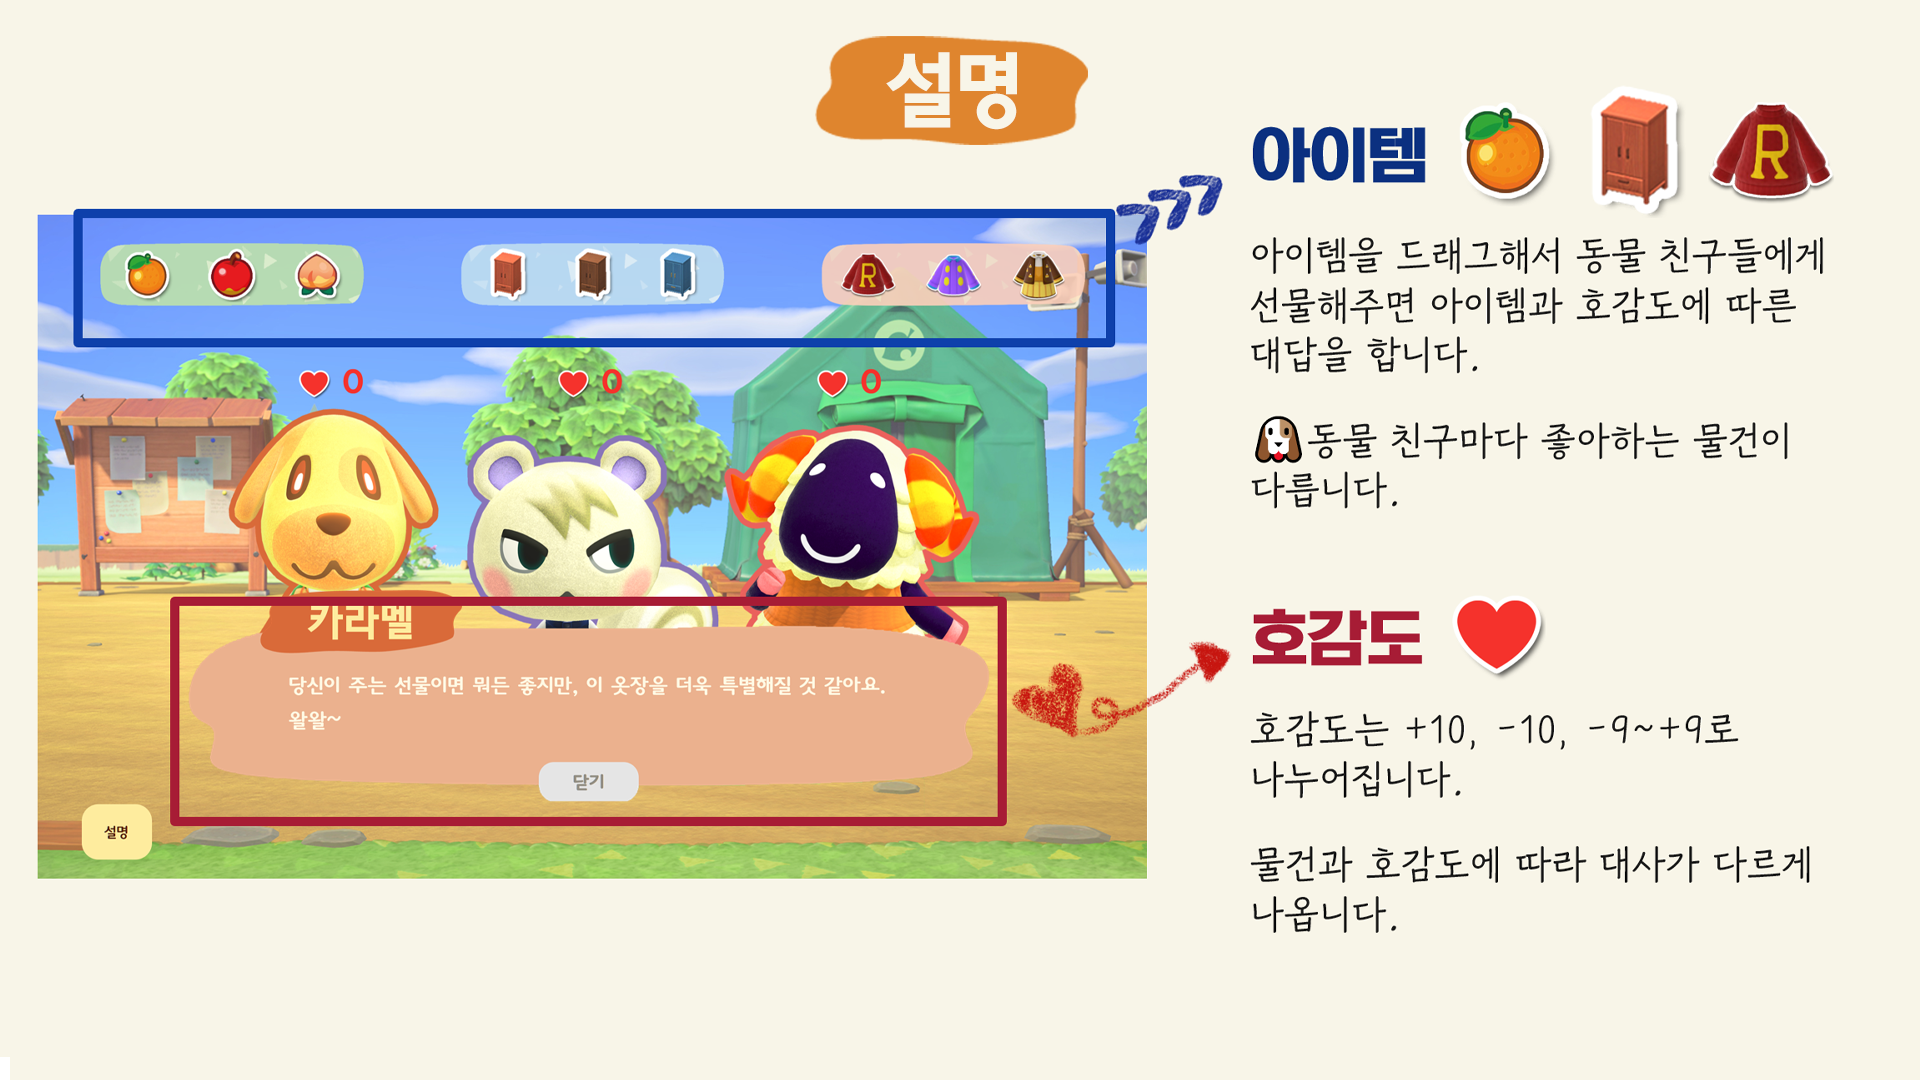 설명
아이템
R
아이템을 드래그해서 동물 친구들에게
선물해주면 아이템과 호감도에 따른
대답을 합니다.
동물 친구마다 좋아하는 물건이
다릅니다.
호감도
호감도는 +10, -10, -9~+9로
나누어집니다.
물건과 호감도에 따라 대사가 다르게
나옵니다.
R
0
0
0
카라멜
당신이 주는 선물이면 뭐든 좋지만, 이 옷장을 더욱 특별해질 것 같아요.
왈왈~
닫기
설명